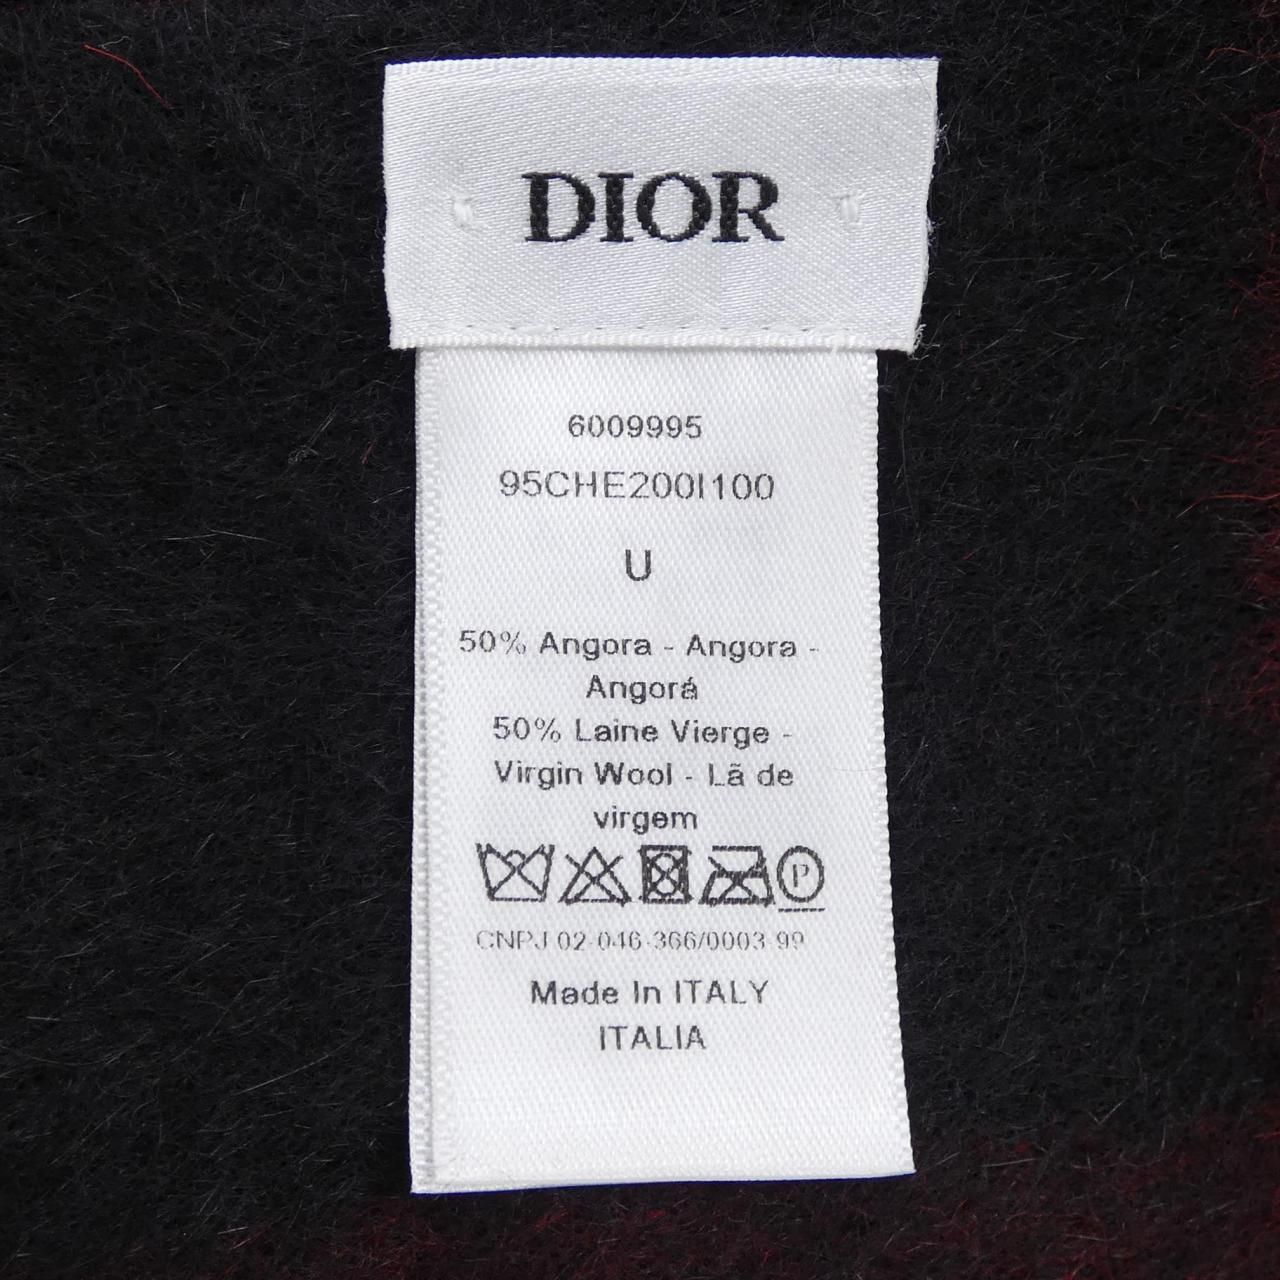 DIOR
6009995
95CHE200I100
U
50% Angora - Angora -
Angorá
50% Laine Vierge -
Virgin Wool - Lã de
virgem
P
CNPJ 02-046-366/0003-99
Made In ITALY
ITALIA